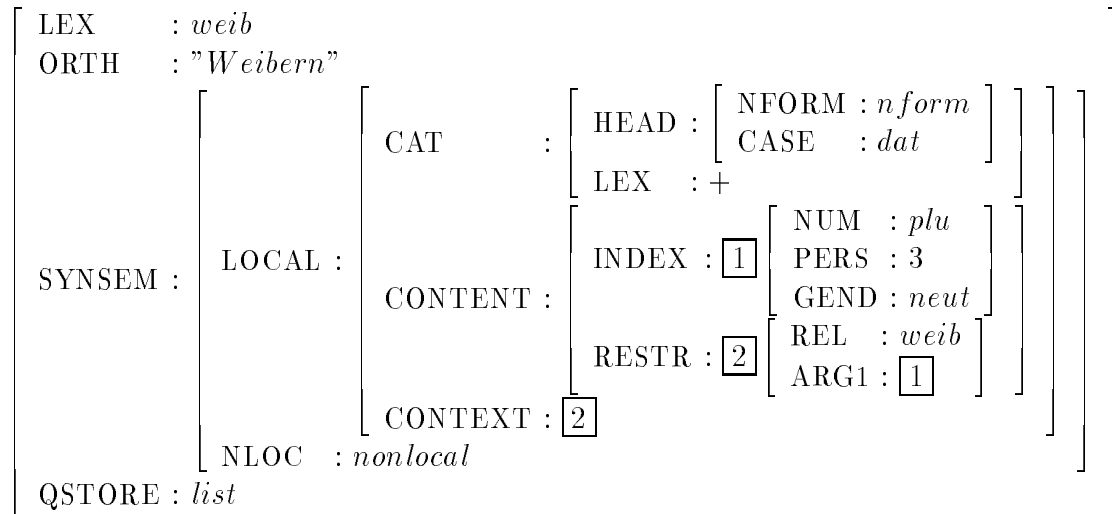 LEX : weib
ORTH : "Weibern"
HEAD : NFORM : nform
CASE : dat
CAT :
LEX : +
NUM : plu
SYNSEM : LOCAL : INDEX : 1 PERS : 3
CONTENT : GEND : neut
REL : weib
RESTR : 2
ARG1 : 1
CONTEXT : 2
NLOC : nonlocal
QSTORE : list